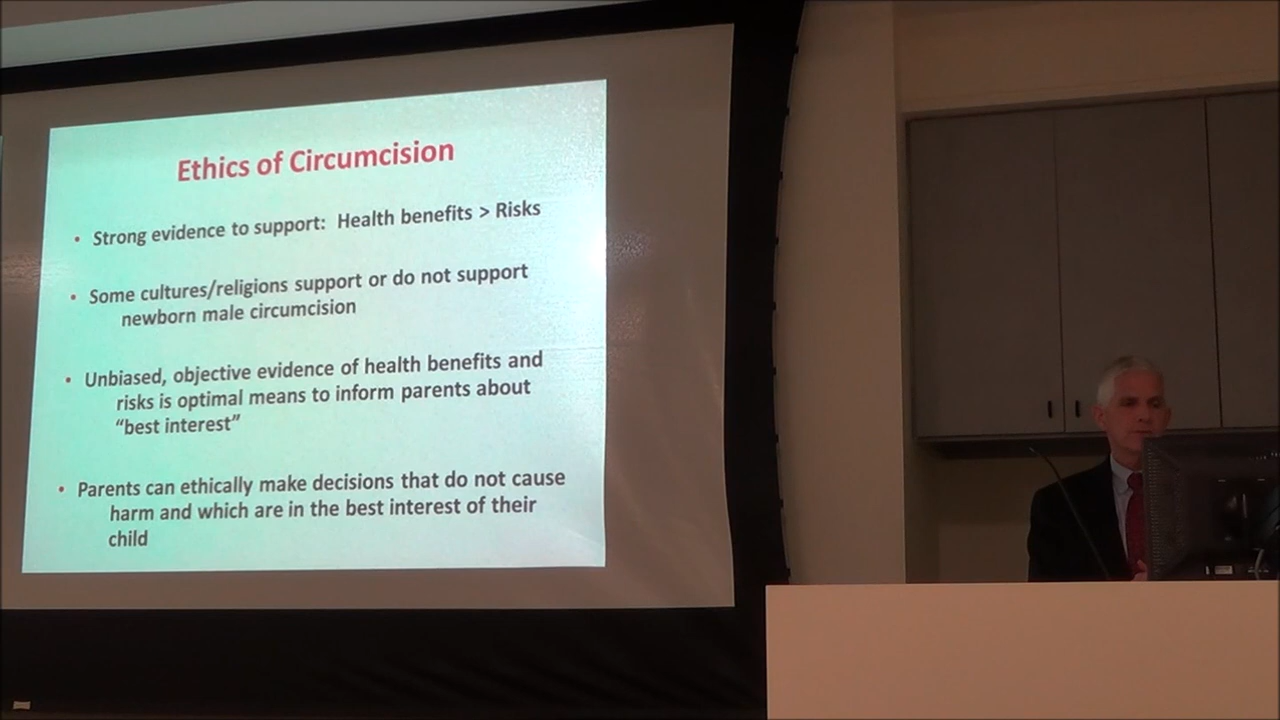 Ethics of Circumcision
• Strong evidence to support: Health benefits > Risks
• Some cultures/religions support or do not support
newborn male circumcision
• Unbiased, objective evidence of health benefits and
risks is optimal means to inform parents about
“best interest”
• Parents can ethically make decisions that do not cause
harm and which are in the best interest of their
child